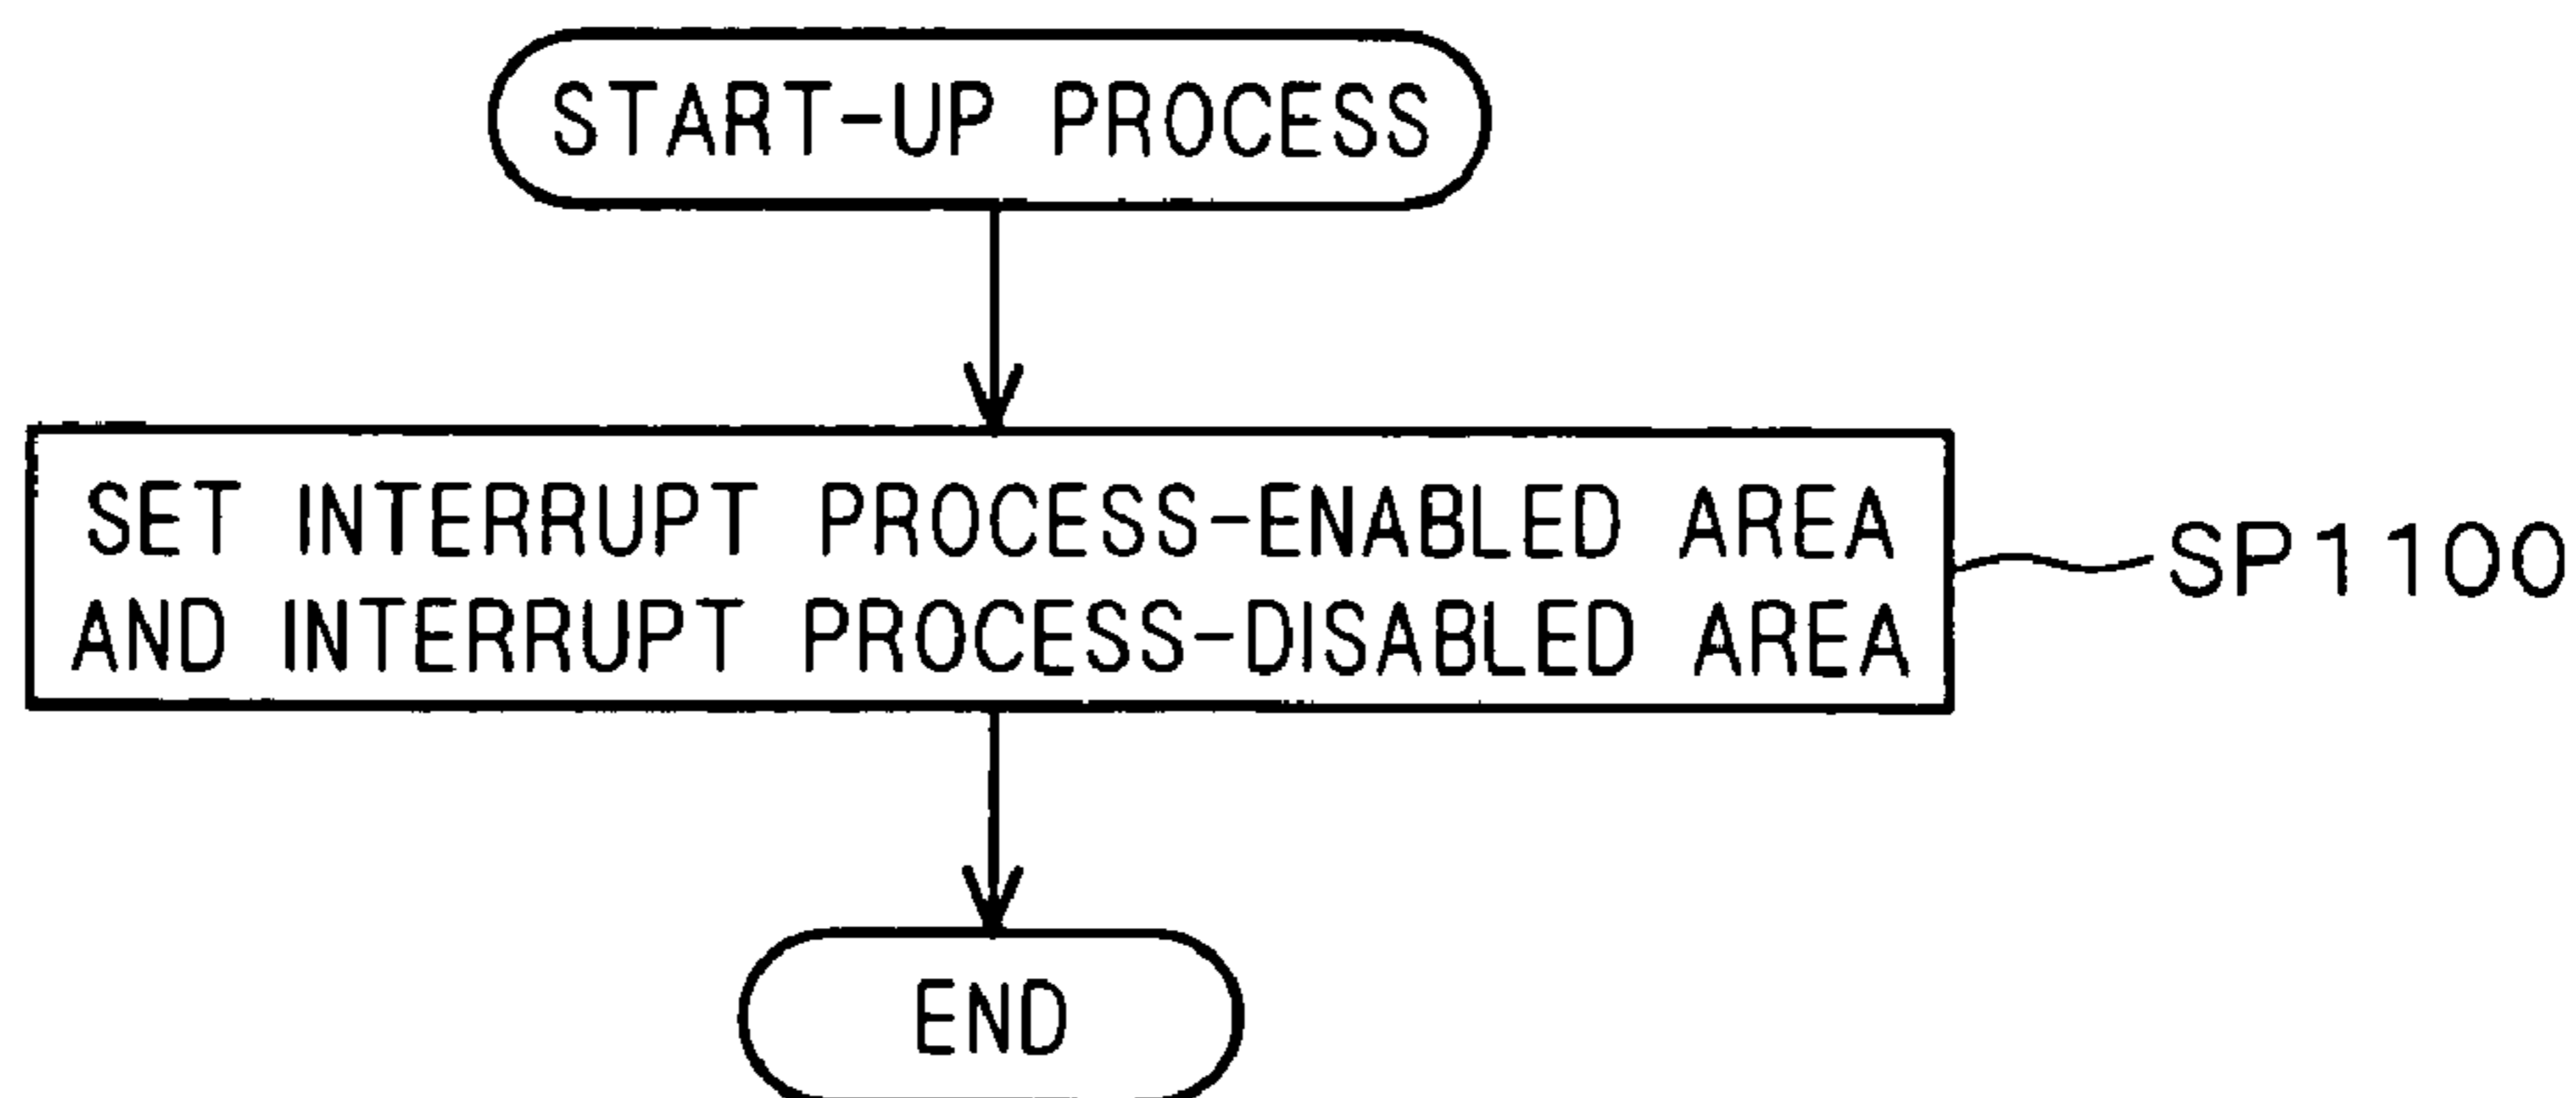 START-UP PROCESS
SET INTERRUPT PROCESS-ENABLED AREA
AND INTERRUPT PROCESS-DISABLED AREA
SP1100
END